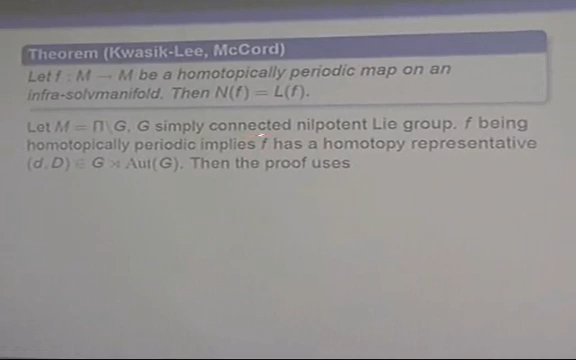 Theorem (Kwasik-Lee, McCord)
Let f : M → M be a homotopically periodic map on an
infra-solvmanifold. Then N(f) = L(f).
Let M = Π\G, G simply connected nilpotent Lie group. f being
homotopically periodic implies f has a homotopy representative
(d, D) ∈ G ⋊ Aut(G). Then the proof uses